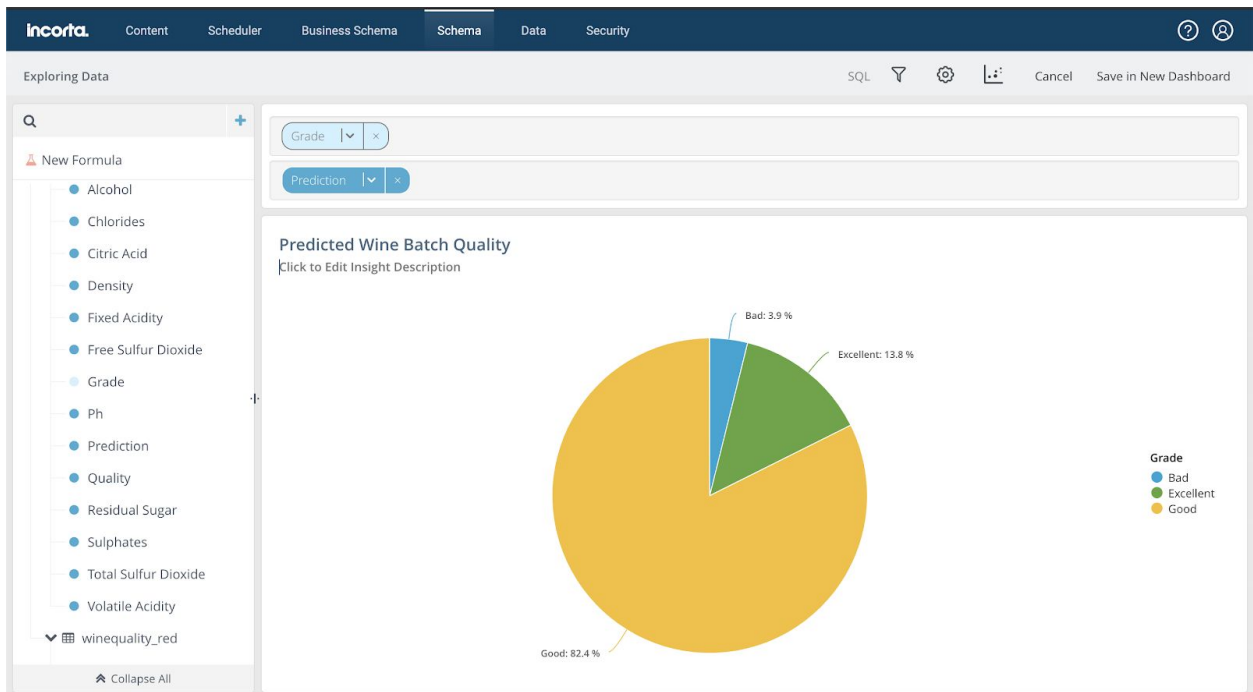 incorta. Content Scheduler Business Schema Schema Data Security
Exploring Data SQL Cancel Save in New Dashboard
New Formula
Alcohol
Chlorides
Citric Acid
Density
Fixed Acidity
Free Sulfur Dioxide
Grade
Ph
Prediction
Quality
Residual Sugar
Sulphates
Total Sulfur Dioxide
Volatile Acidity
winequality_red
Collapse All
Grade
Prediction
Predicted Wine Batch Quality
Click to Edit Insight Description
Bad: 3.9 %
Excellent: 13.8 %
Good: 82.4 %
Grade
Bad
Excellent
Good